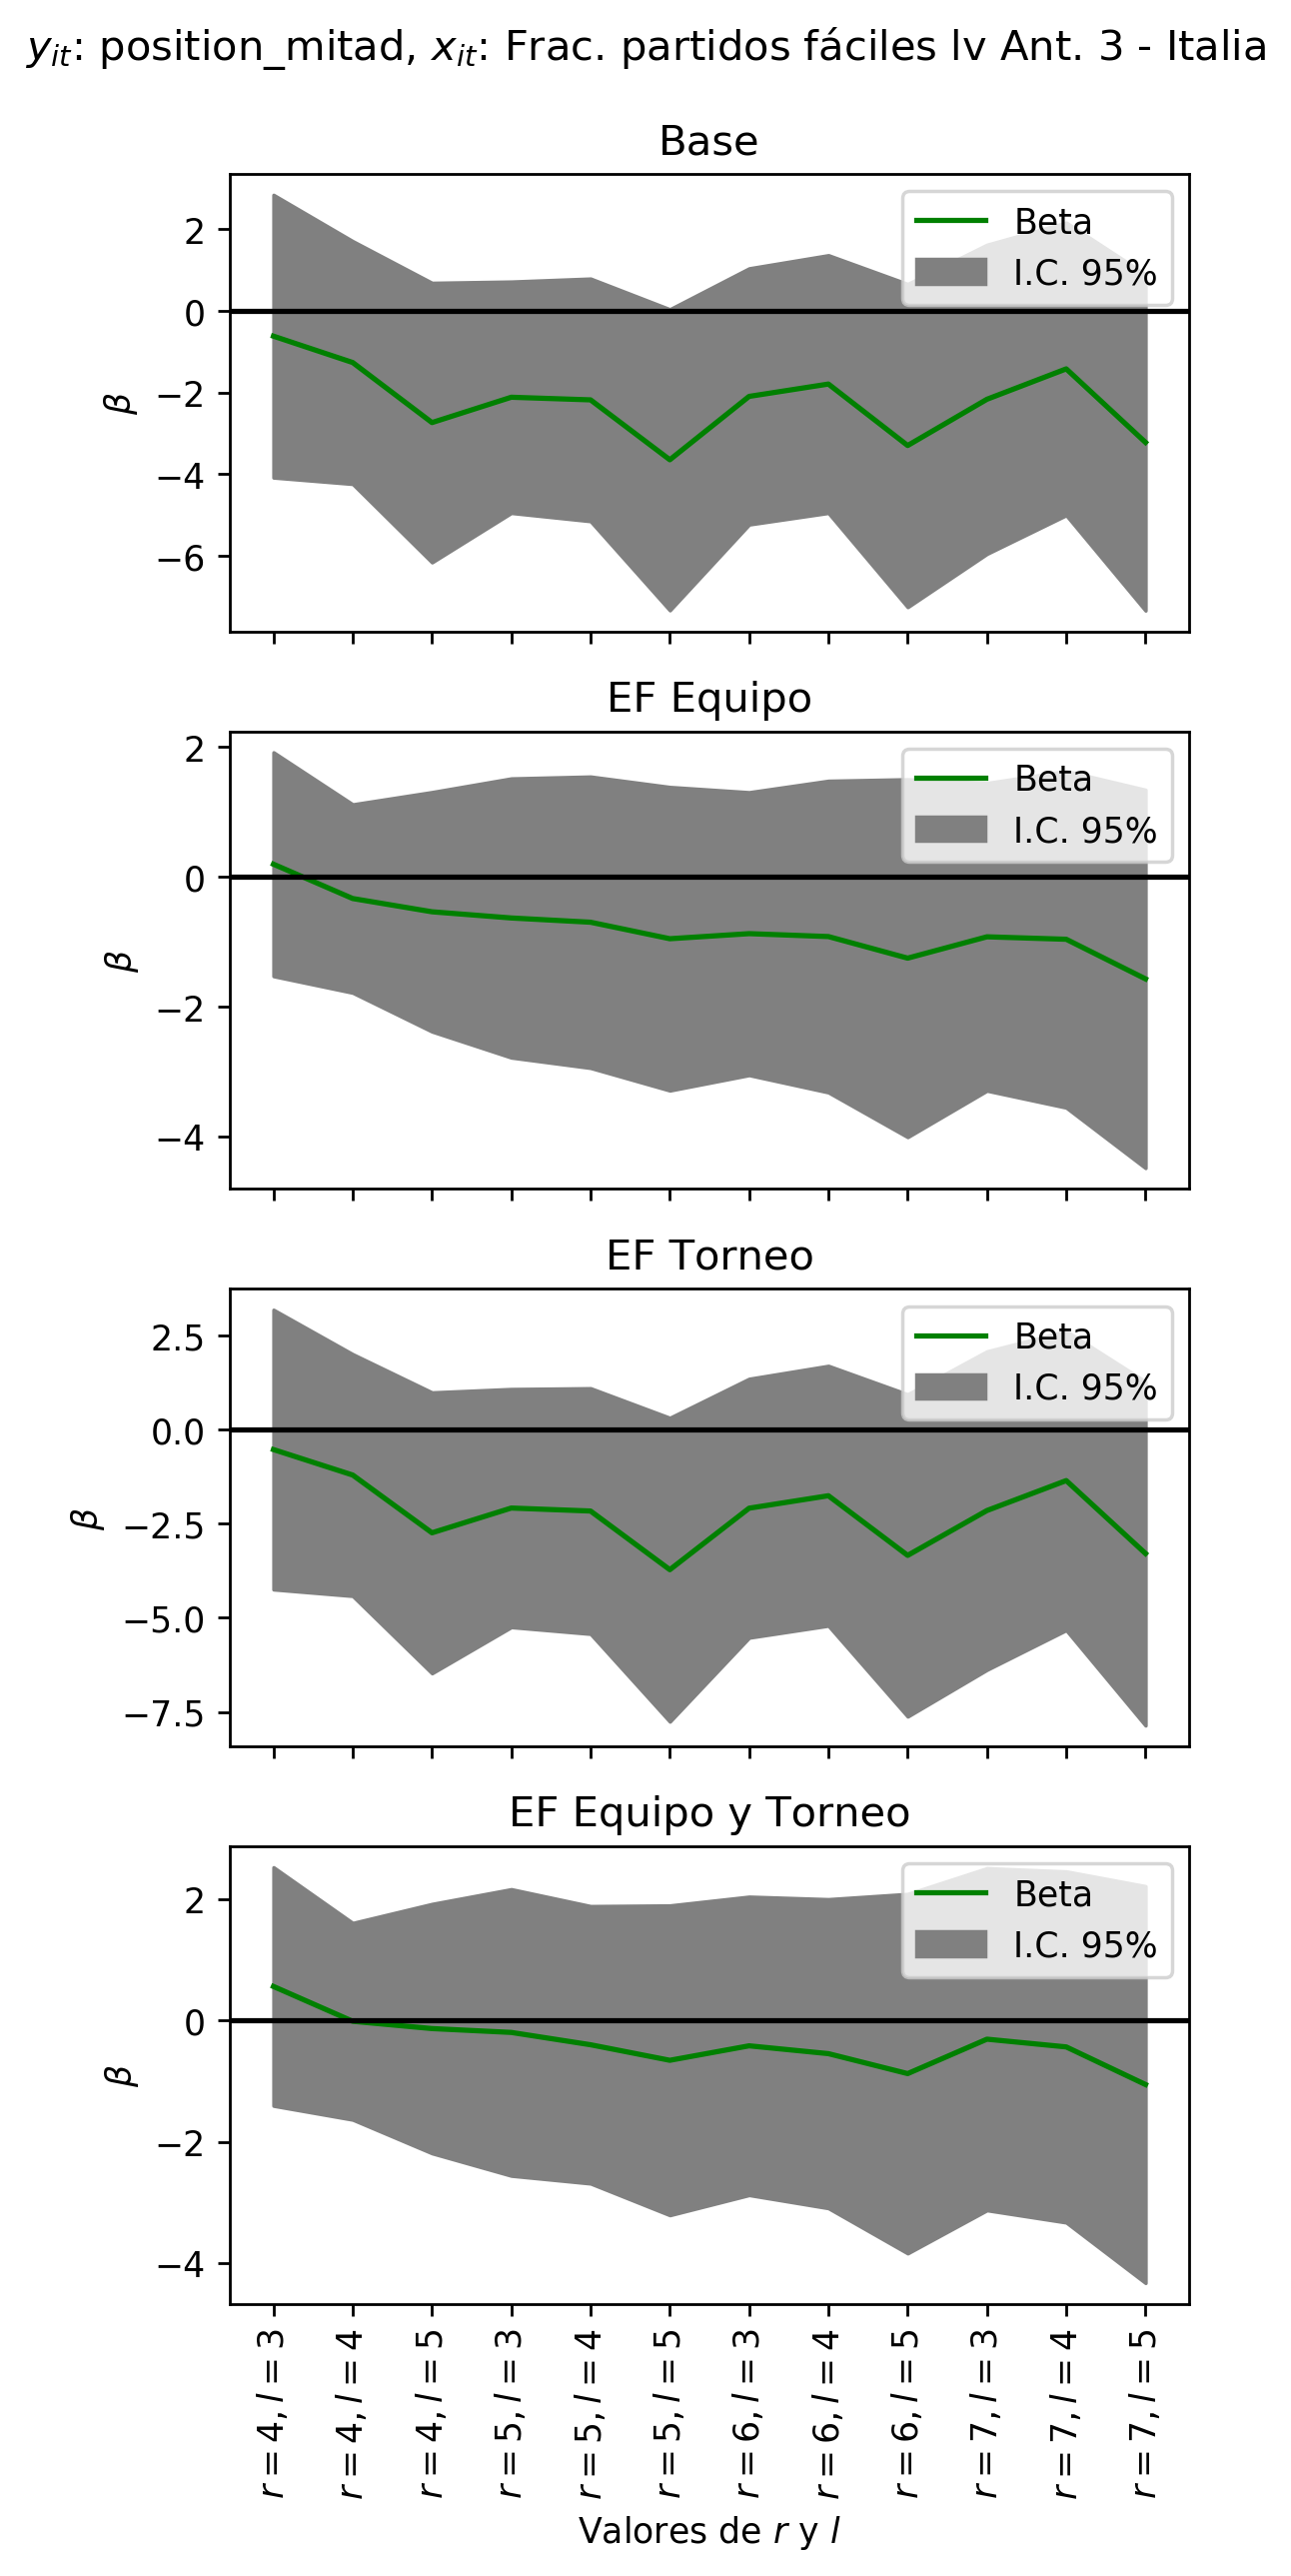 y_it: position_mitad, x_it: Frac. partidos fáciles lv Ant. 3 - Italia
Base
Beta
I.C. 95%
2
0
−2
−4
−6
β
EF Equipo
Beta
I.C. 95%
2
0
−2
−4
β
EF Torneo
Beta
I.C. 95%
2.5
0.0
−2.5
−5.0
−7.5
β
EF Equipo y Torneo
Beta
I.C. 95%
2
0
−2
−4
β
r = 4, l = 3
r = 4, l = 4
r = 4, l = 5
r = 5, l = 3
r = 5, l = 4
r = 5, l = 5
r = 6, l = 3
r = 6, l = 4
r = 6, l = 5
r = 7, l = 3
r = 7, l = 4
r = 7, l = 5
Valores de r y l